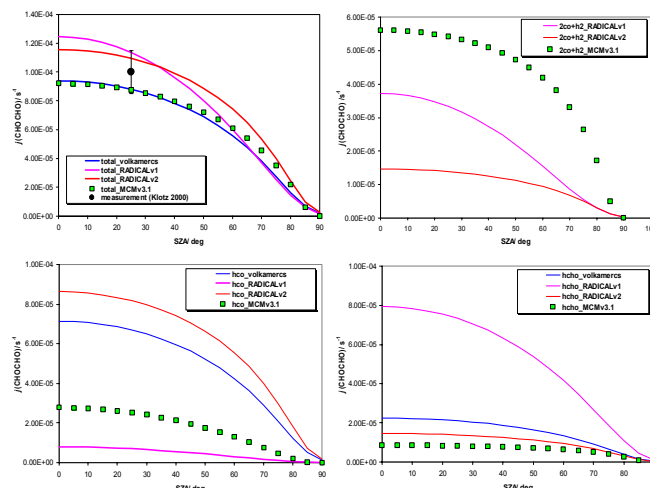 1.40E-04
1.20E-04
1.00E-04
8.00E-05
6.00E-05
4.00E-05
2.00E-05
0.00E+00
j(CHOCHO)/ s-1
total_volkamercs
total_RADICALv1
total_RADICALv2
total_MCMv3.1
measurement (Klotz 2000)
0 10 20 30 40 50 60 70 80 90
SZA/ deg
6.00E-05
5.00E-05
4.00E-05
3.00E-05
2.00E-05
1.00E-05
0.00E+00
j(CHOCHO) /s-1
2co+h2_RADICALv1
2co+h2_RADICALv2
2co+h2_MCMv3.1
0 10 20 30 40 50 60 70 80 90 100
SZA/ deg
1.00E-04
8.00E-05
6.00E-05
4.00E-05
2.00E-05
0.00E+00
j(CHOCHO)/ s-1
hco_volkamercs
hco_RADICALv1
hco_RADICALv2
hco_MCMv3.1
0 10 20 30 40 50 60 70 80 90
SZA/ deg
1.00E-04
8.00E-05
6.00E-05
4.00E-05
2.00E-05
0.00E+00
j(CHOCHO)/ s-1
hcho_volkamercs
hcho_RADICALv1
hcho_RADICALv2
hcho_MCMv3.1
0 10 20 30 40 50 60 70 80 90
SZA/ deg